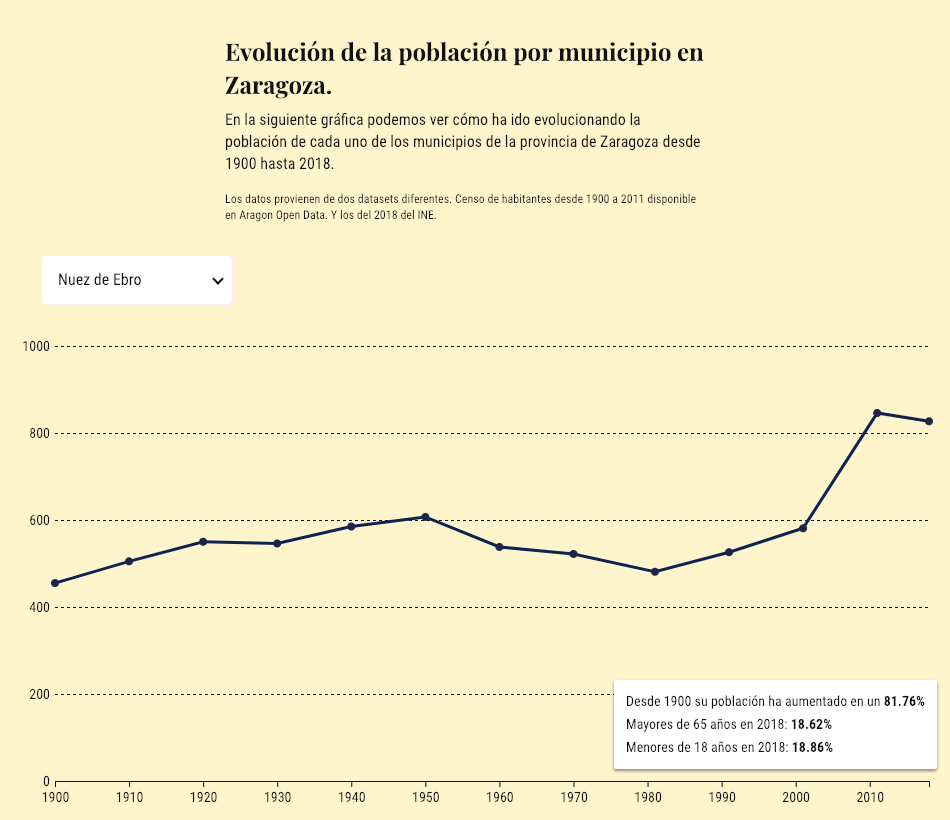 Evolución de la población por municipio en
Zaragoza.
En la siguiente gráfica podemos ver cómo ha ido evolucionando la
población de cada uno de los municipios de la provincia de Zaragoza desde
1900 hasta 2018.
Los datos provienen de dos datasets diferentes. Censo de habitantes desde 1900 a 2011 disponible
en Aragon Open Data. Y los del 2018 del INE.
Nuez de Ebro
1000
800
600
400
200
Desde 1900 su población ha aumentado en un 81.76%
Mayores de 65 años en 2018: 18.62%
Menores de 18 años en 2018: 18.86%
0
1900 1910 1920 1930 1940 1950 1960 1970 1980 1990 2000 2010